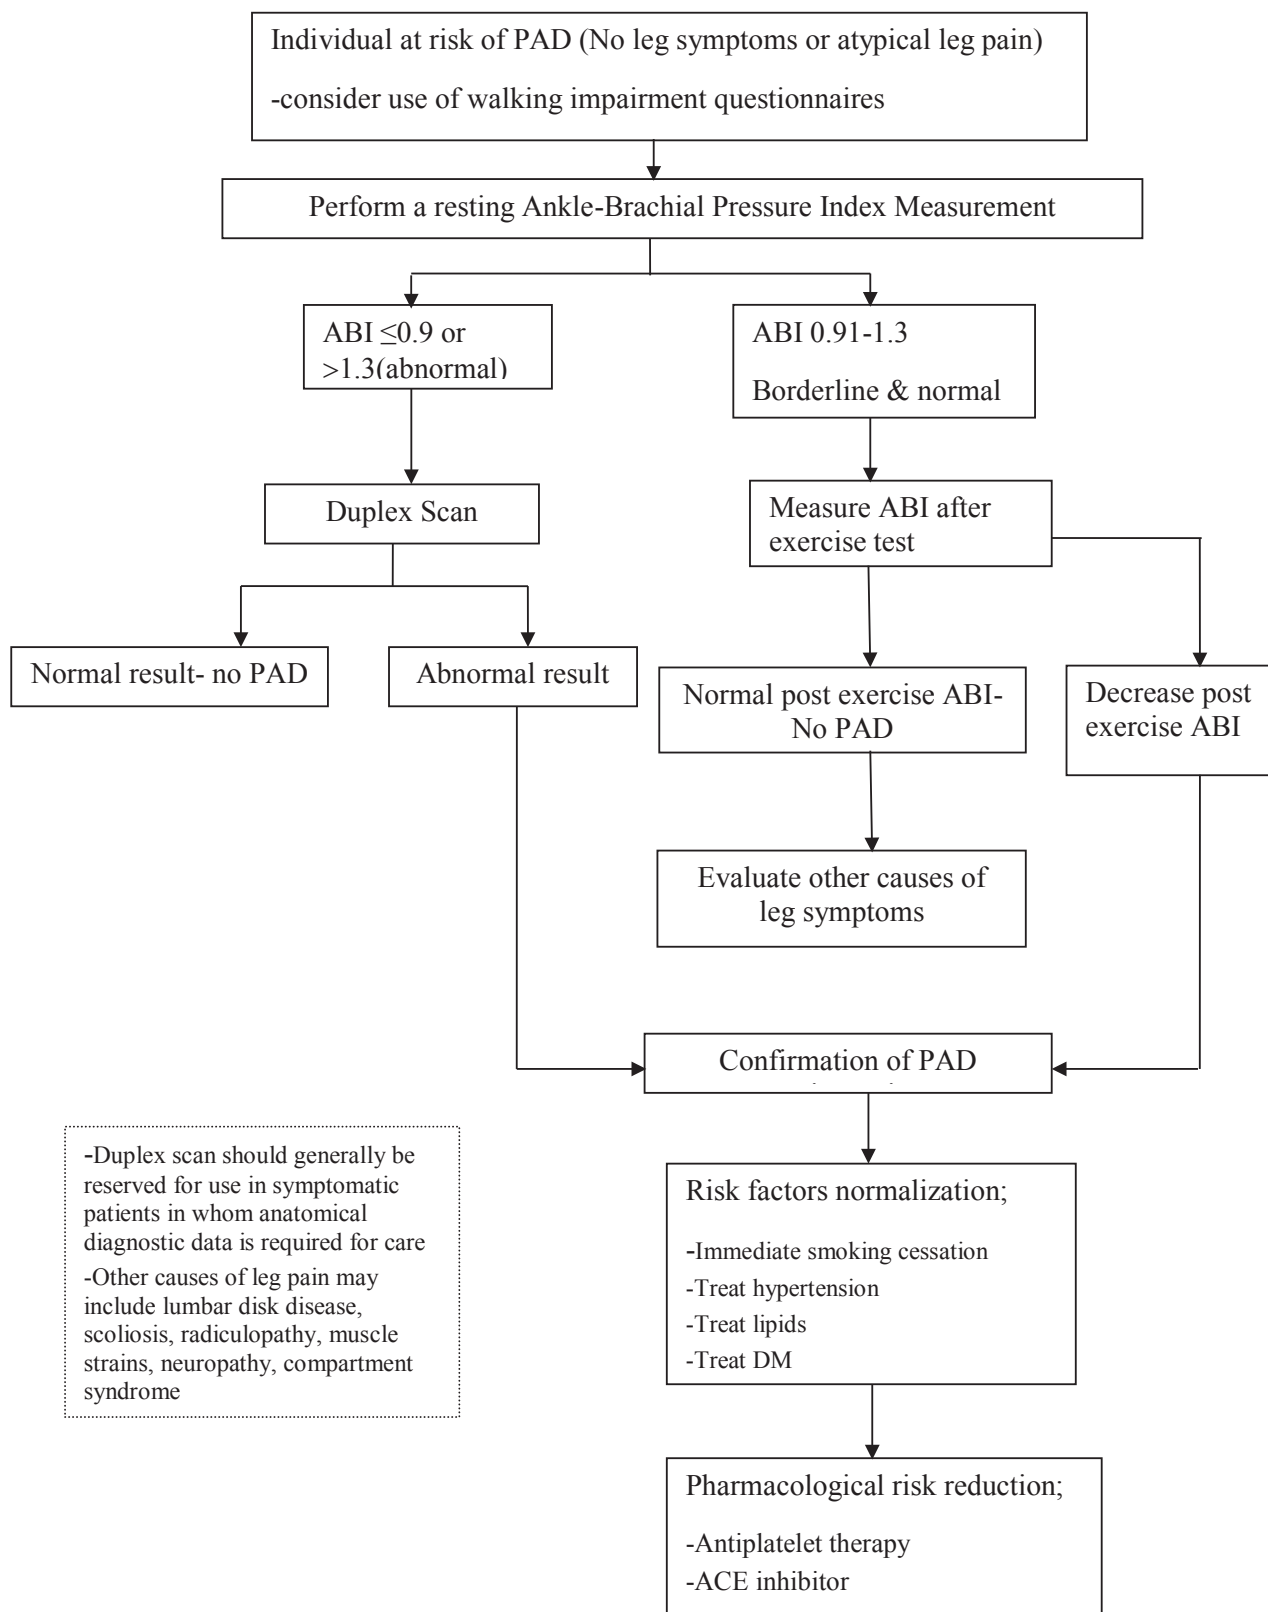 Individual at risk of PAD (No leg symptoms or atypical leg pain)
-consider use of walking impairment questionnaires
Perform a resting Ankle-Brachial Pressure Index Measurement
ABI ≤0.9 or
>1.3(abnormal)
ABI 0.91-1.3
Borderline & normal
Duplex Scan
Measure ABI after
exercise test
Normal result- no PAD
Abnormal result
Normal post exercise ABI-
No PAD
Decrease post
exercise ABI
Evaluate other causes of
leg symptoms
Confirmation of PAD
-Duplex scan should generally be
reserved for use in symptomatic
patients in whom anatomical
diagnostic data is required for care
-Other causes of leg pain may
include lumbar disk disease,
scoliosis, radiculopathy, muscle
strains, neuropathy, compartment
syndrome
Risk factors normalization;
-Immediate smoking cessation
-Treat hypertension
-Treat lipids
-Treat DM
Pharmacological risk reduction;
-Antiplatelet therapy
-ACE inhibitor